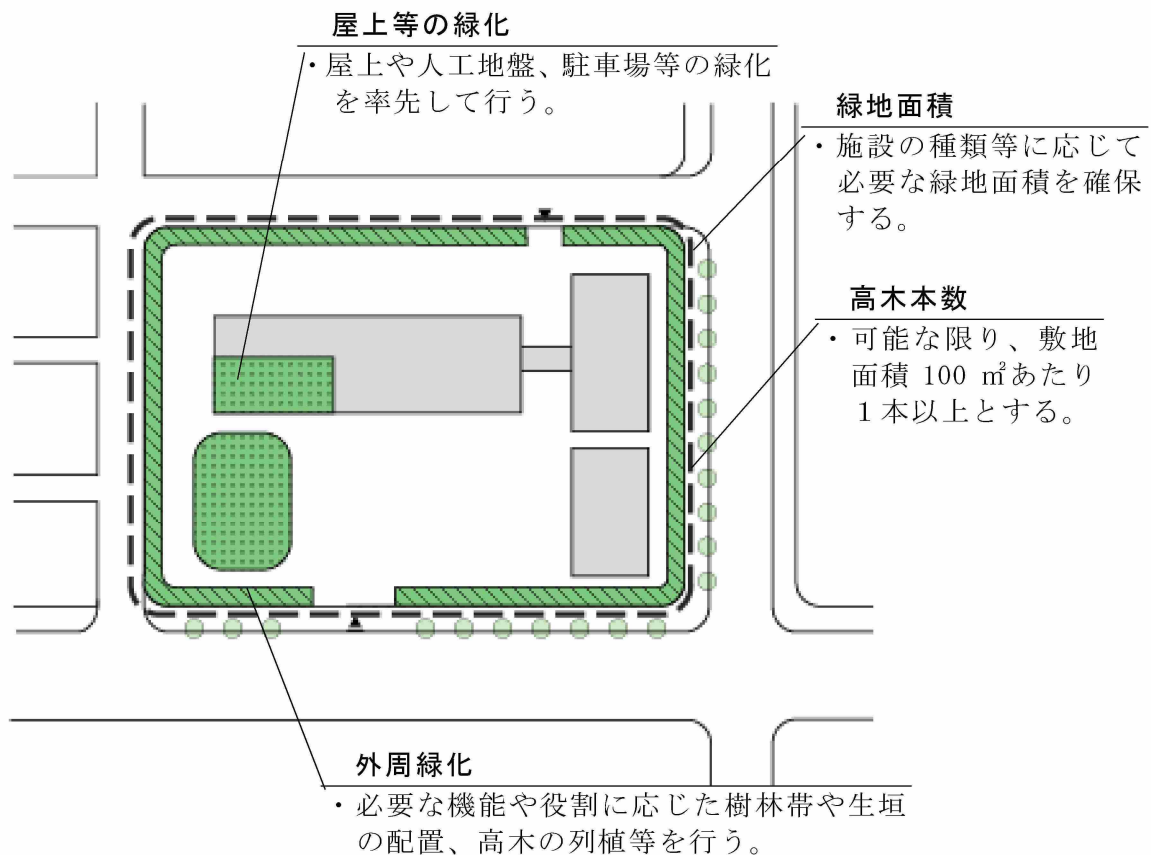 屋上等の緑化
・屋上や人工地盤、駐車場等の緑化
を率先して行う。
緑地面積
・施設の種類等に応じて
必要な緑地面積を確保
する。
高木本数
・可能な限り、敷地
面積 100 ㎡あたり
1本以上とする。
外周緑化
・必要な機能や役割に応じた樹林帯や生垣
の配置、高木の列植等を行う。